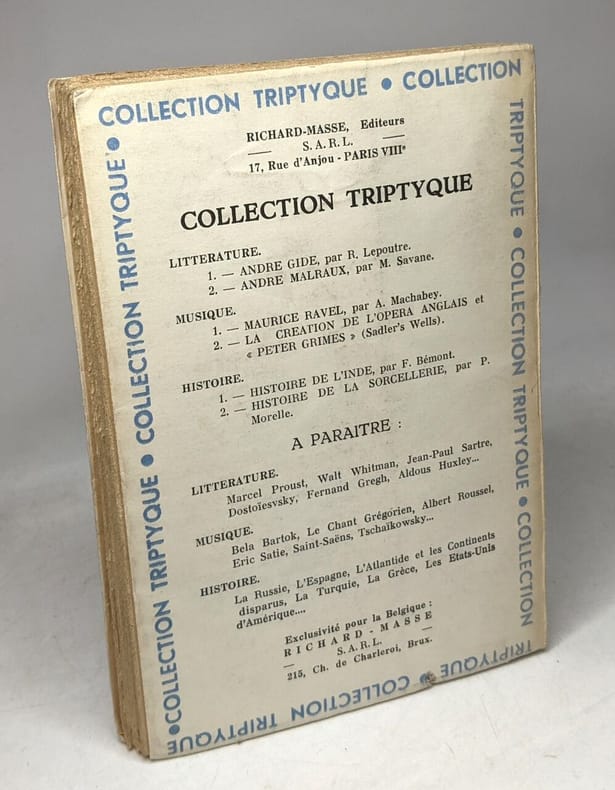 COLLECTION TRIPTYQUE ● COLLECTION
TRIPTYQUE ● COLLECTION TRIPTYQUE ● COLLECTION
TRIPTYQUE ● COLLECTION TRIPTYQUE
●COLLECTION TRIPTYQUE ● COLLECTION TRIPTYQUE●
RICHARD-MASSE, Editeurs
— S. A. R. L. —
17, Rue d'Anjou - PARIS VIIIᵉ
COLLECTION TRIPTYQUE
LITTERATURE.
1. — ANDRE GIDE, par R. Lepoutre.
2. — ANDRE MALRAUX, par M. Savane.
MUSIQUE.
1. — MAURICE RAVEL, par A. Machabey.
2. — LA CREATION DE L'OPERA ANGLAIS et
« PETER GRIMES » (Sadler's Wells).
HISTOIRE.
1. — HISTOIRE DE L'INDE, par F. Bémont.
2. — HISTOIRE DE LA SORCELLERIE, par P.
Morelle.
A PARAITRE :
LITTERATURE.
Marcel Proust, Walt Whitman, Jean-Paul Sartre,
Dostoïesvsky, Fernand Gregh, Aldous Huxley...
MUSIQUE.
Bela Bartok, Le Chant Grégorien, Albert Roussel,
Eric Satie, Saint-Saëns, Tschaïkowsky...
HISTOIRE.
La Russie, L'Espagne, L'Atlantide et les Continents
disparus, La Turquie, La Grèce, Les Etats-Unis
d'Amérique....
Exclusivité pour la Belgique :
RICHARD - MASSE
— S.A.R.L. —
215, Ch. de Charleroi, Brux.